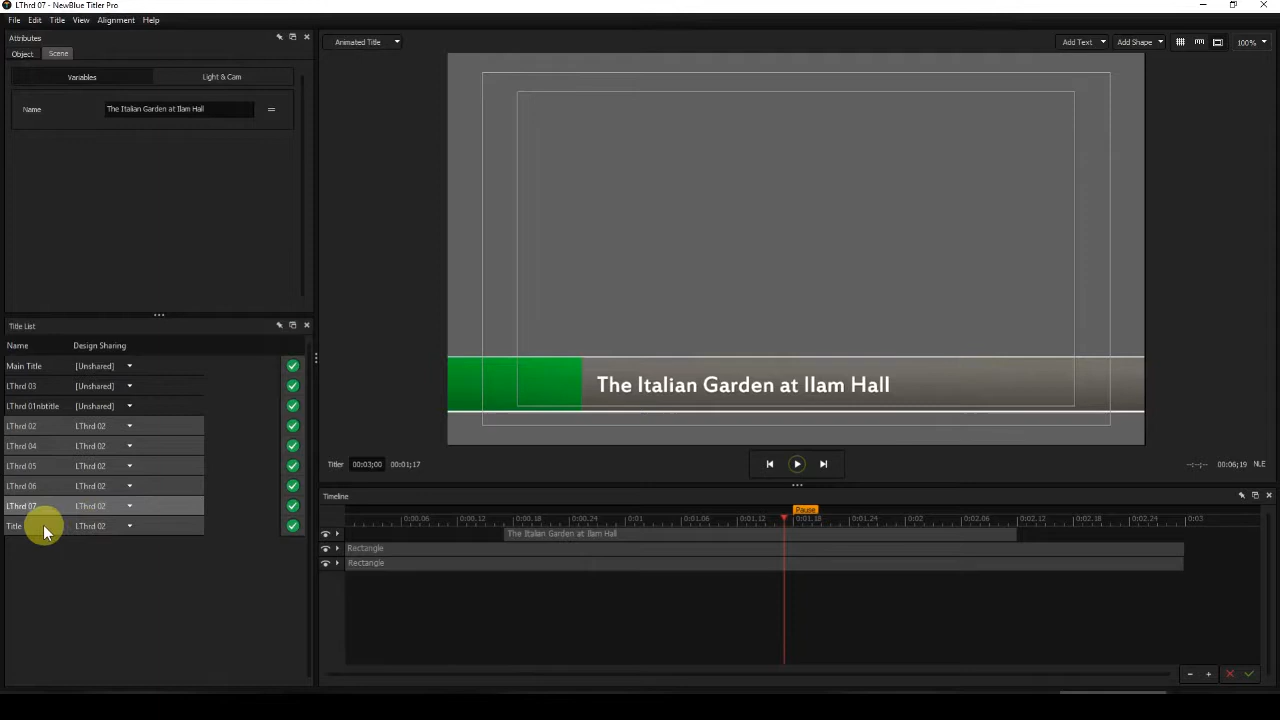 LThrd 07 - NewBlue Titler Pro
File Edit Title View Alignment Help
Attributes
Object Scene
Variables Light & Cam
Name The Italian Garden at Ilam Hall
Animated Title
Add Text Add Shape 100%
The Italian Garden at Ilam Hall
Titler 00:03;00 00:01;17
--:--;-- 00:06;19 NLE
Title List
Name Design Sharing
Main Title [Unshared]
LThrd 03 [Unshared]
LThrd 01nbtitle [Unshared]
LThrd 02 LThrd 02
LThrd 04 LThrd 02
LThrd 05 LThrd 02
LThrd 06 LThrd 02
LThrd 07 LThrd 02
Title LThrd 02
Timeline
Pause
0:00.06 0:00.12 0:00.18 0:00.24 0:01 0:01.06 0:01.12 0:01.18 0:01.24 0:02 0:02.06 0:02.12 0:02.18 0:02.24 0:03
The Italian Garden at Ilam Hall
Rectangle
Rectangle